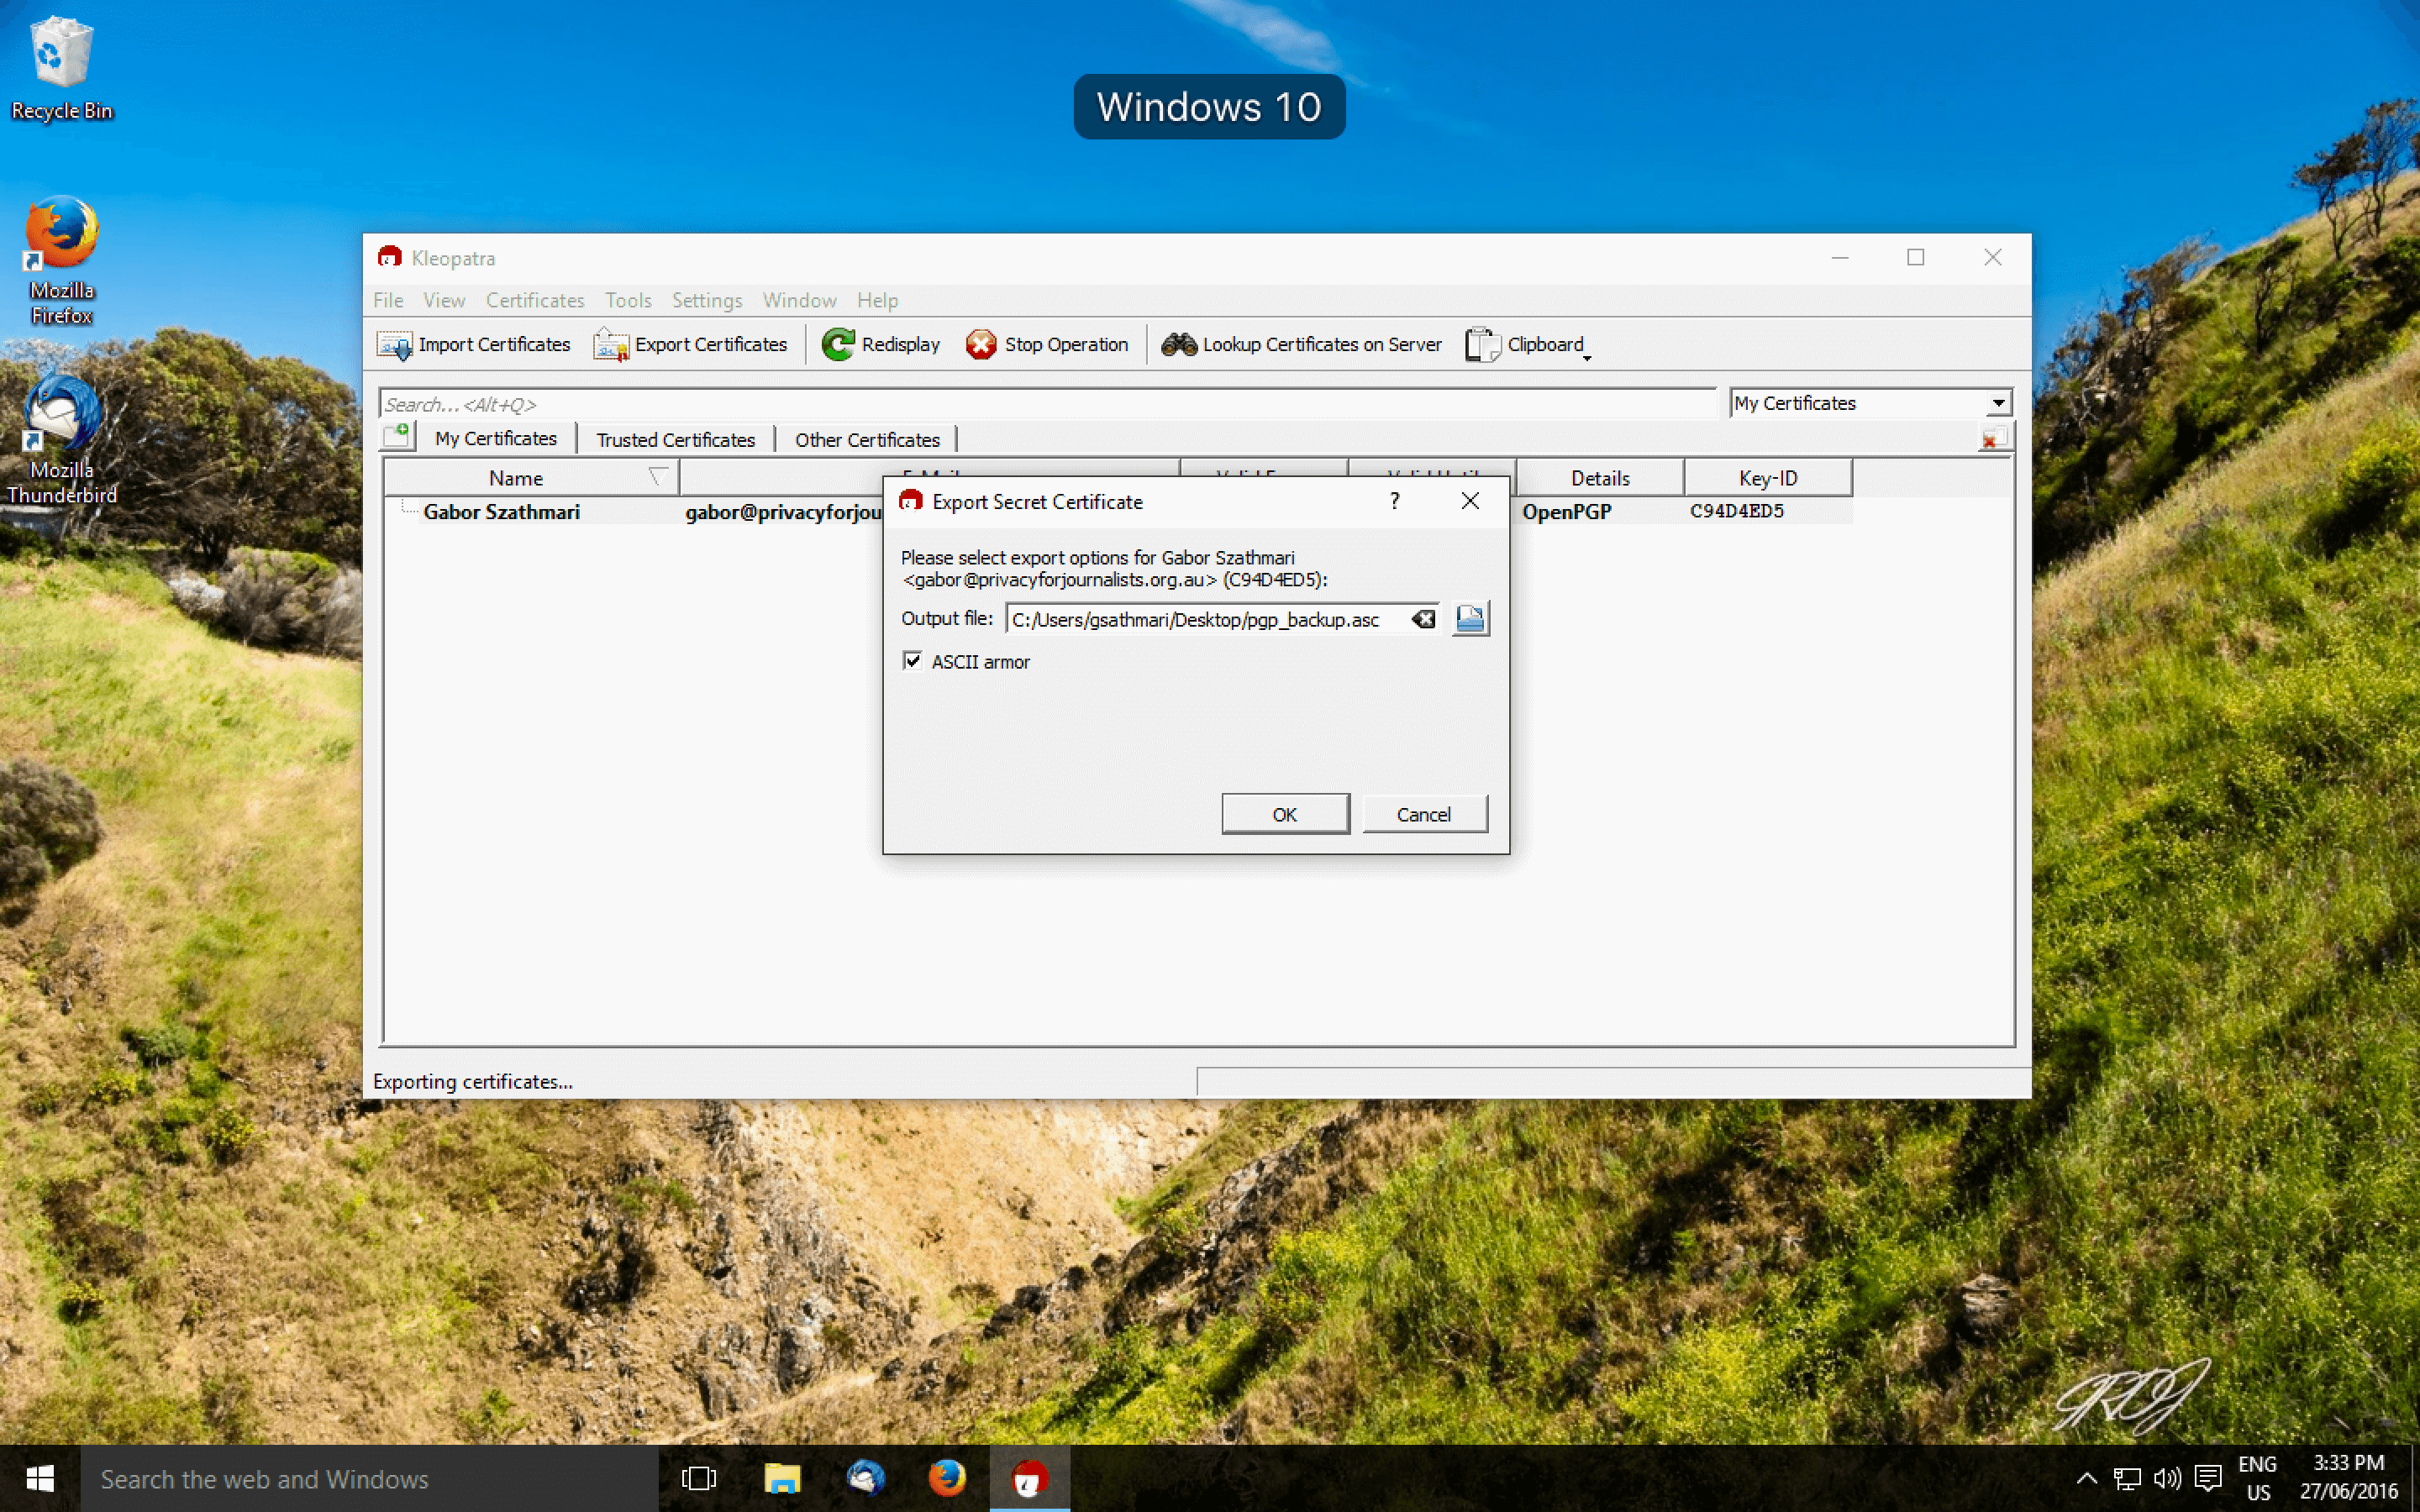 Recycle Bin
Windows 10
Mozilla
Firefox
Mozilla
Thunderbird
Kleopatra
File View Certificates Tools Settings Window Help
Import Certificates Export Certificates Redisplay Stop Operation Lookup Certificates on Server Clipboard
Search...<Alt+Q>
My Certificates
My Certificates Trusted Certificates Other Certificates
Name Details Key-ID
Gabor Szathmari gabor@privacyforjou OpenPGP C94D4ED5
Export Secret Certificate ?
Please select export options for Gabor Szathmari
<gabor@privacyforjournalists.org.au> (C94D4ED5):
Output file: C:/Users/gsathmari/Desktop/pgp_backup.asc
ASCII armor
OK Cancel
Exporting certificates...
Search the web and Windows
ENG
US
3:33 PM
27/06/2016